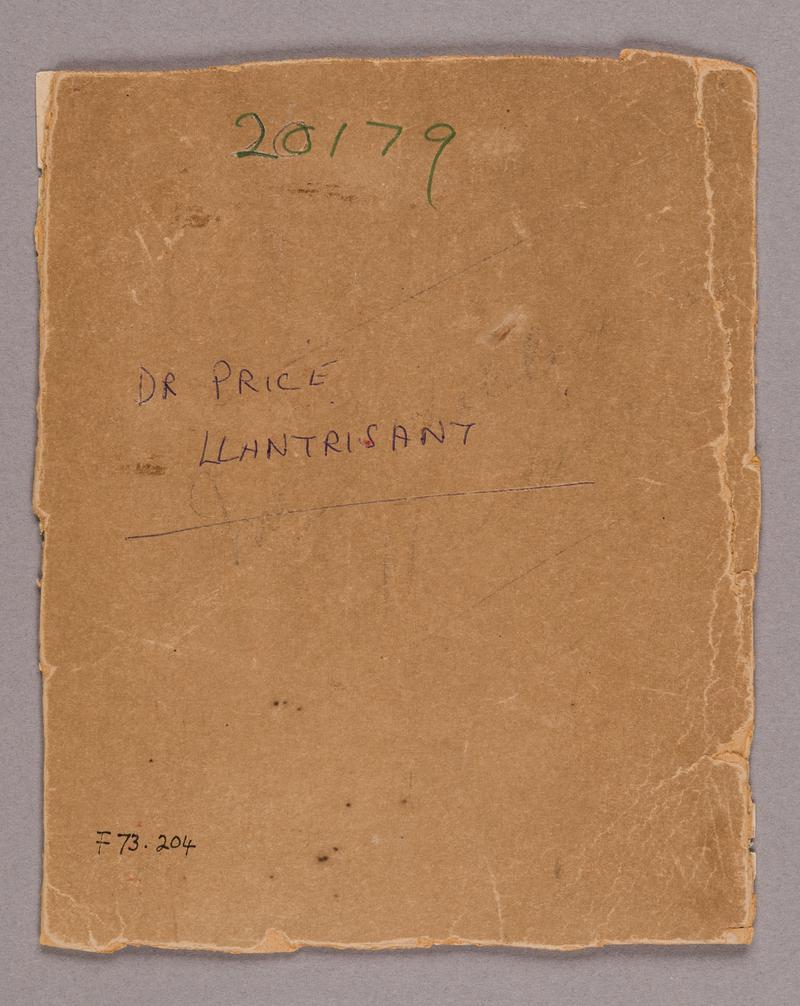 20179
DR PRICE
LLANTRISANT
F73.204